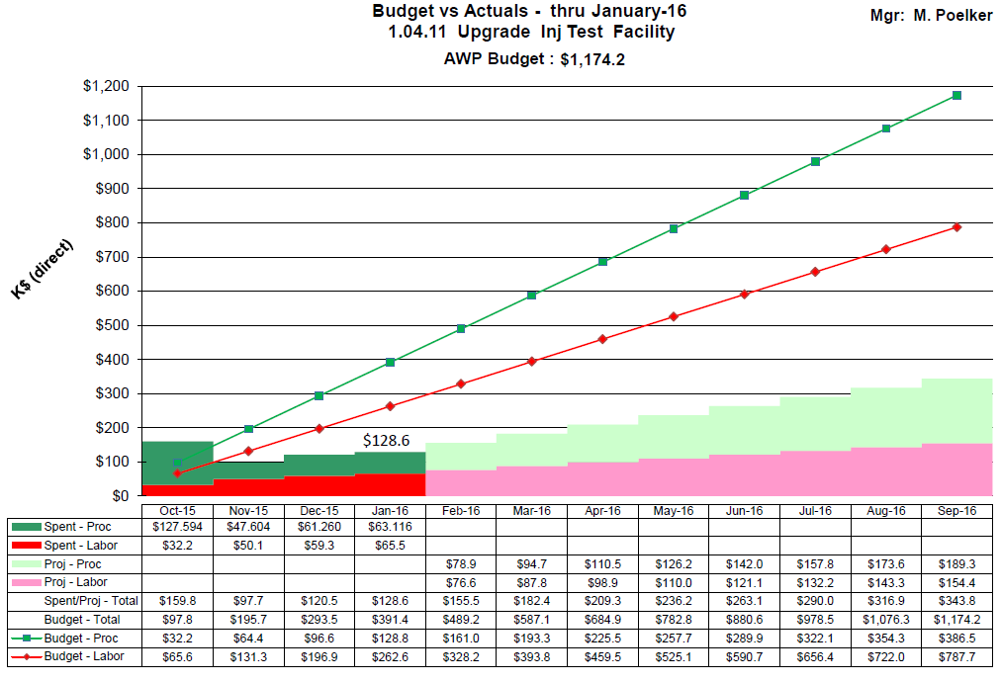 Budget vs Actuals - thru January-16
Mgr: M. Poelker
1.04.11 Upgrade Inj Test Facility
AWP Budget : $1,174.2
$1,200
$1,100
$1,000
$900
$800
$700
$600
$500
$400
$300
$200
$100
$0
K$ (direct)
$128.6
Oct-15 Nov-15 Dec-15 Jan-16 Feb-16 Mar-16 Apr-16 May-16 Jun-16 Jul-16 Aug-16 Sep-16
Spent - Proc $127.594 $47.604 $61.260 $63.116
Spent - Labor $32.2 $50.1 $59.3 $65.5
Proj - Proc $78.9 $94.7 $110.5 $126.2 $142.0 $157.8 $173.6 $189.3
Proj - Labor $76.6 $87.8 $98.9 $110.0 $121.1 $132.2 $143.3 $154.4
Spent/Proj - Total $159.8 $97.7 $120.5 $128.6 $155.5 $182.4 $209.3 $236.2 $263.1 $290.0 $316.9 $343.8
Budget - Total $97.8 $195.7 $293.5 $391.4 $489.2 $587.1 $684.9 $782.8 $880.6 $978.5 $1,076.3 $1,174.2
Budget - Proc $32.2 $64.4 $96.6 $128.8 $161.0 $193.3 $225.5 $257.7 $289.9 $322.1 $354.3 $386.5
Budget - Labor $65.6 $131.3 $196.9 $262.6 $328.2 $393.8 $459.5 $525.1 $590.7 $656.4 $722.0 $787.7